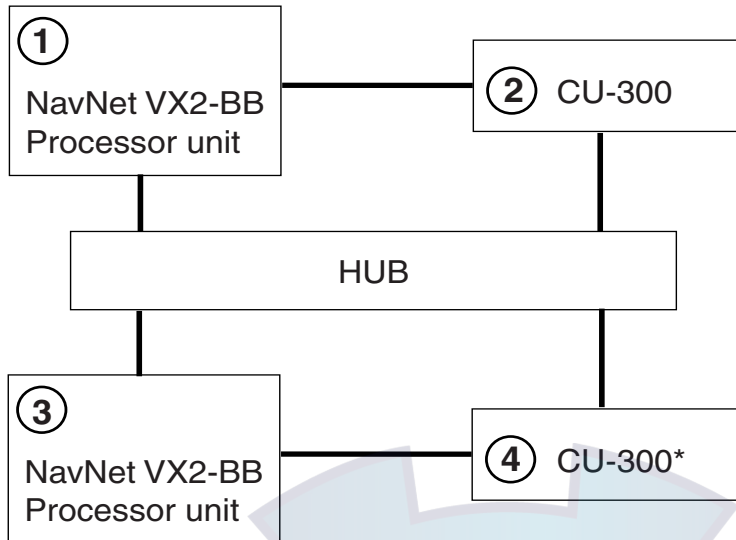 1
NavNet VX2-BB
Processor unit
2 CU-300
HUB
3
NavNet VX2-BB
Processor unit
4 CU-300*